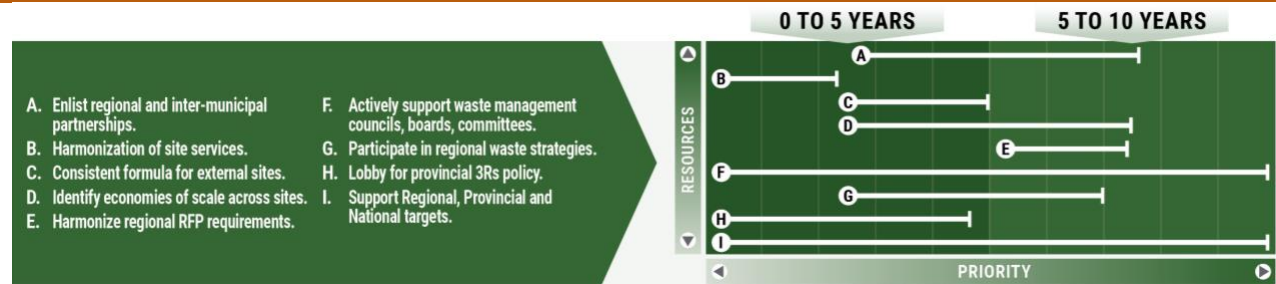 0 TO 5 YEARS
5 TO 10 YEARS
A. Enlist regional and inter-municipal
partnerships.
B. Harmonization of site services.
C. Consistent formula for external sites.
D. Identify economies of scale across sites.
E. Harmonize regional RFP requirements.
F. Actively support waste management
councils, boards, committees.
G. Participate in regional waste strategies.
H. Lobby for provincial 3Rs policy.
I. Support Regional, Provincial and
National targets.
RESOURCES
A
B
C
D
E
F
G
H
I
PRIORITY